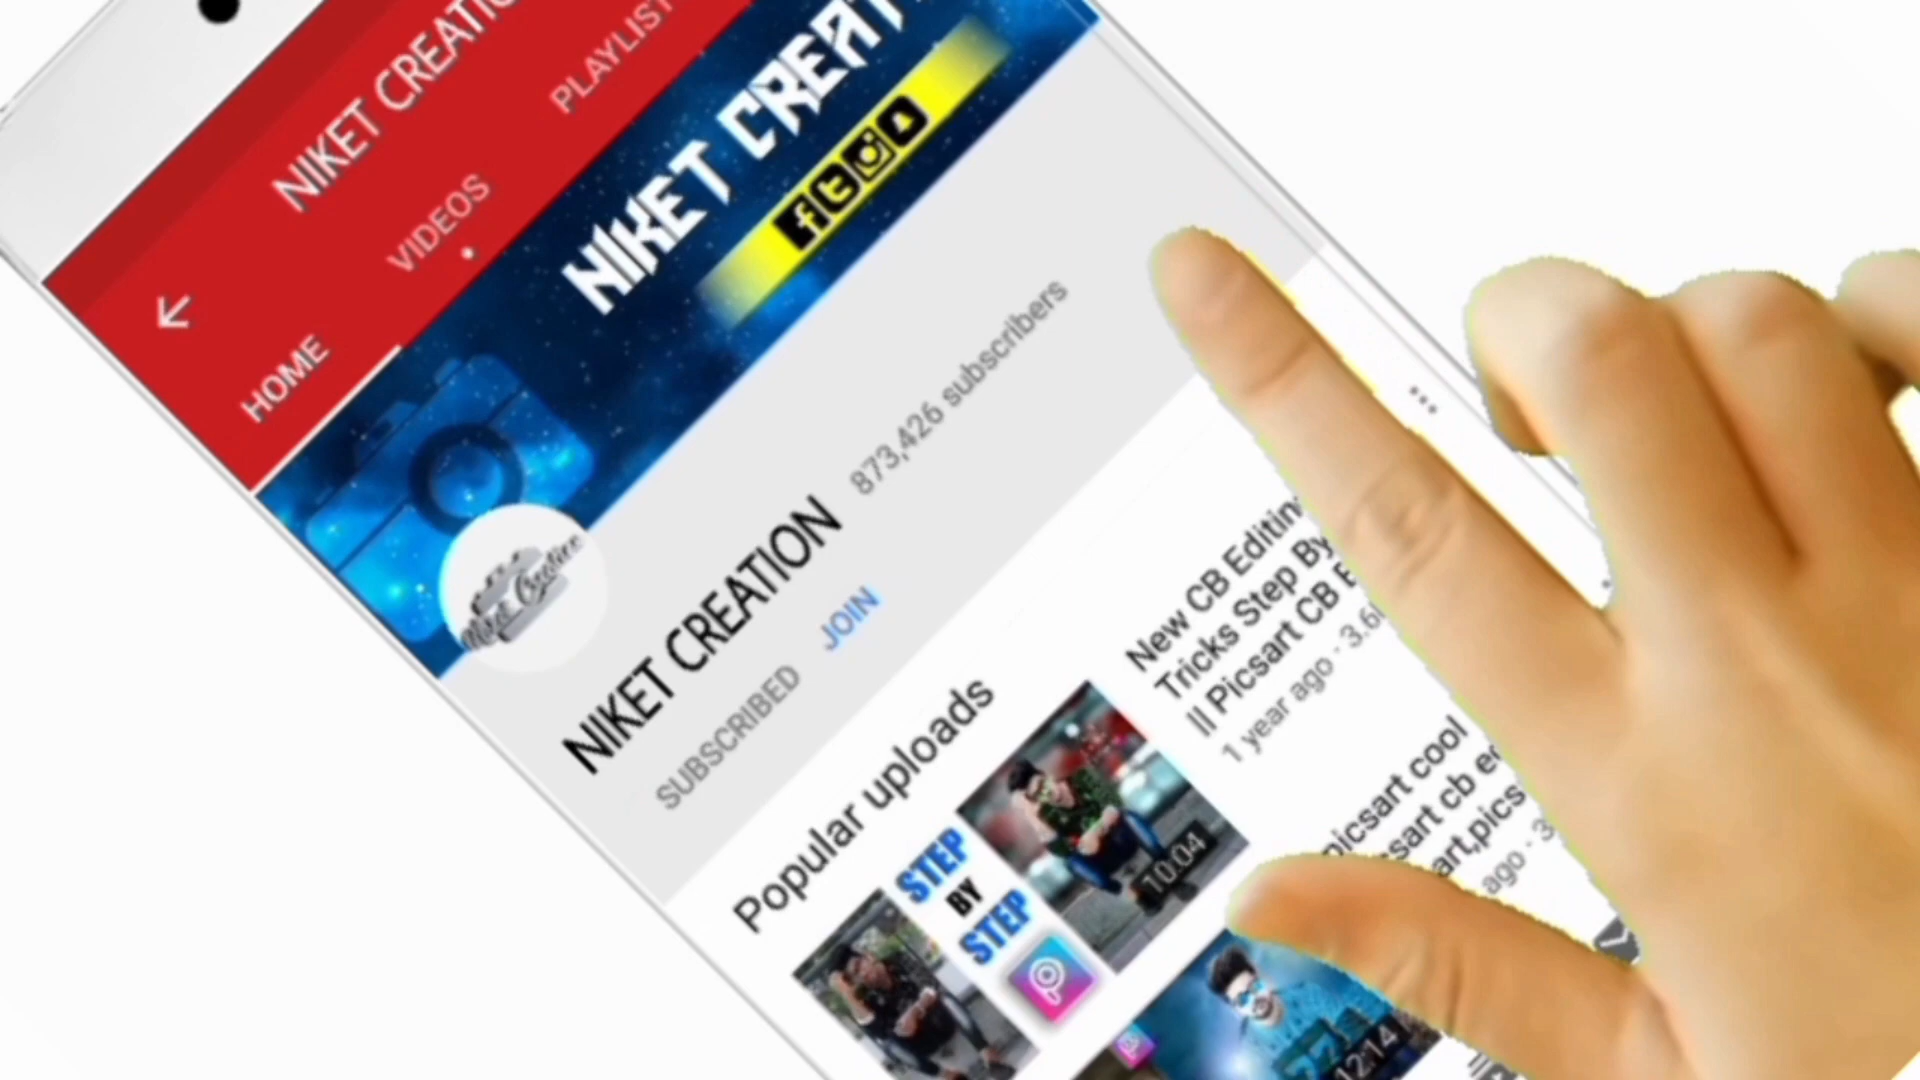 NIKET CREATIO
HOME
VIDEOS
PLAYLIST
NIKET CREAT
NIKET CREATION
873,426 subscribers
SUBSCRIBED
JOIN
Popular uploads
STEP
BY
STEP
10:04
New CB Editin
Tricks Step By
|| Picsart CB E
1 year ago · 3.6
12:14
picsart cool
ssart cb ed
art,pics
ago · 3